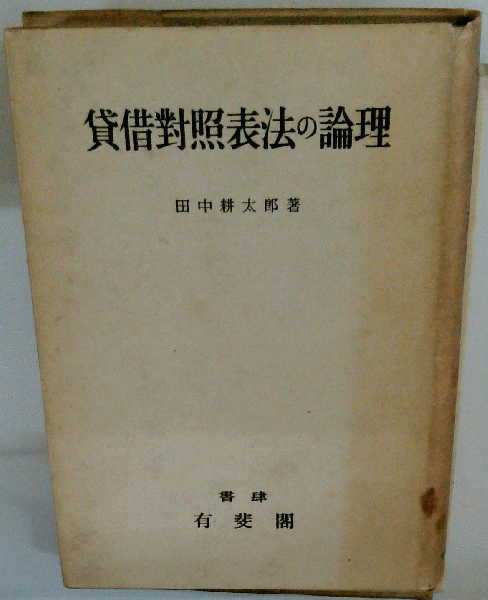 貸借對照表法の論理
田中耕太郎著
書肆
有斐閣